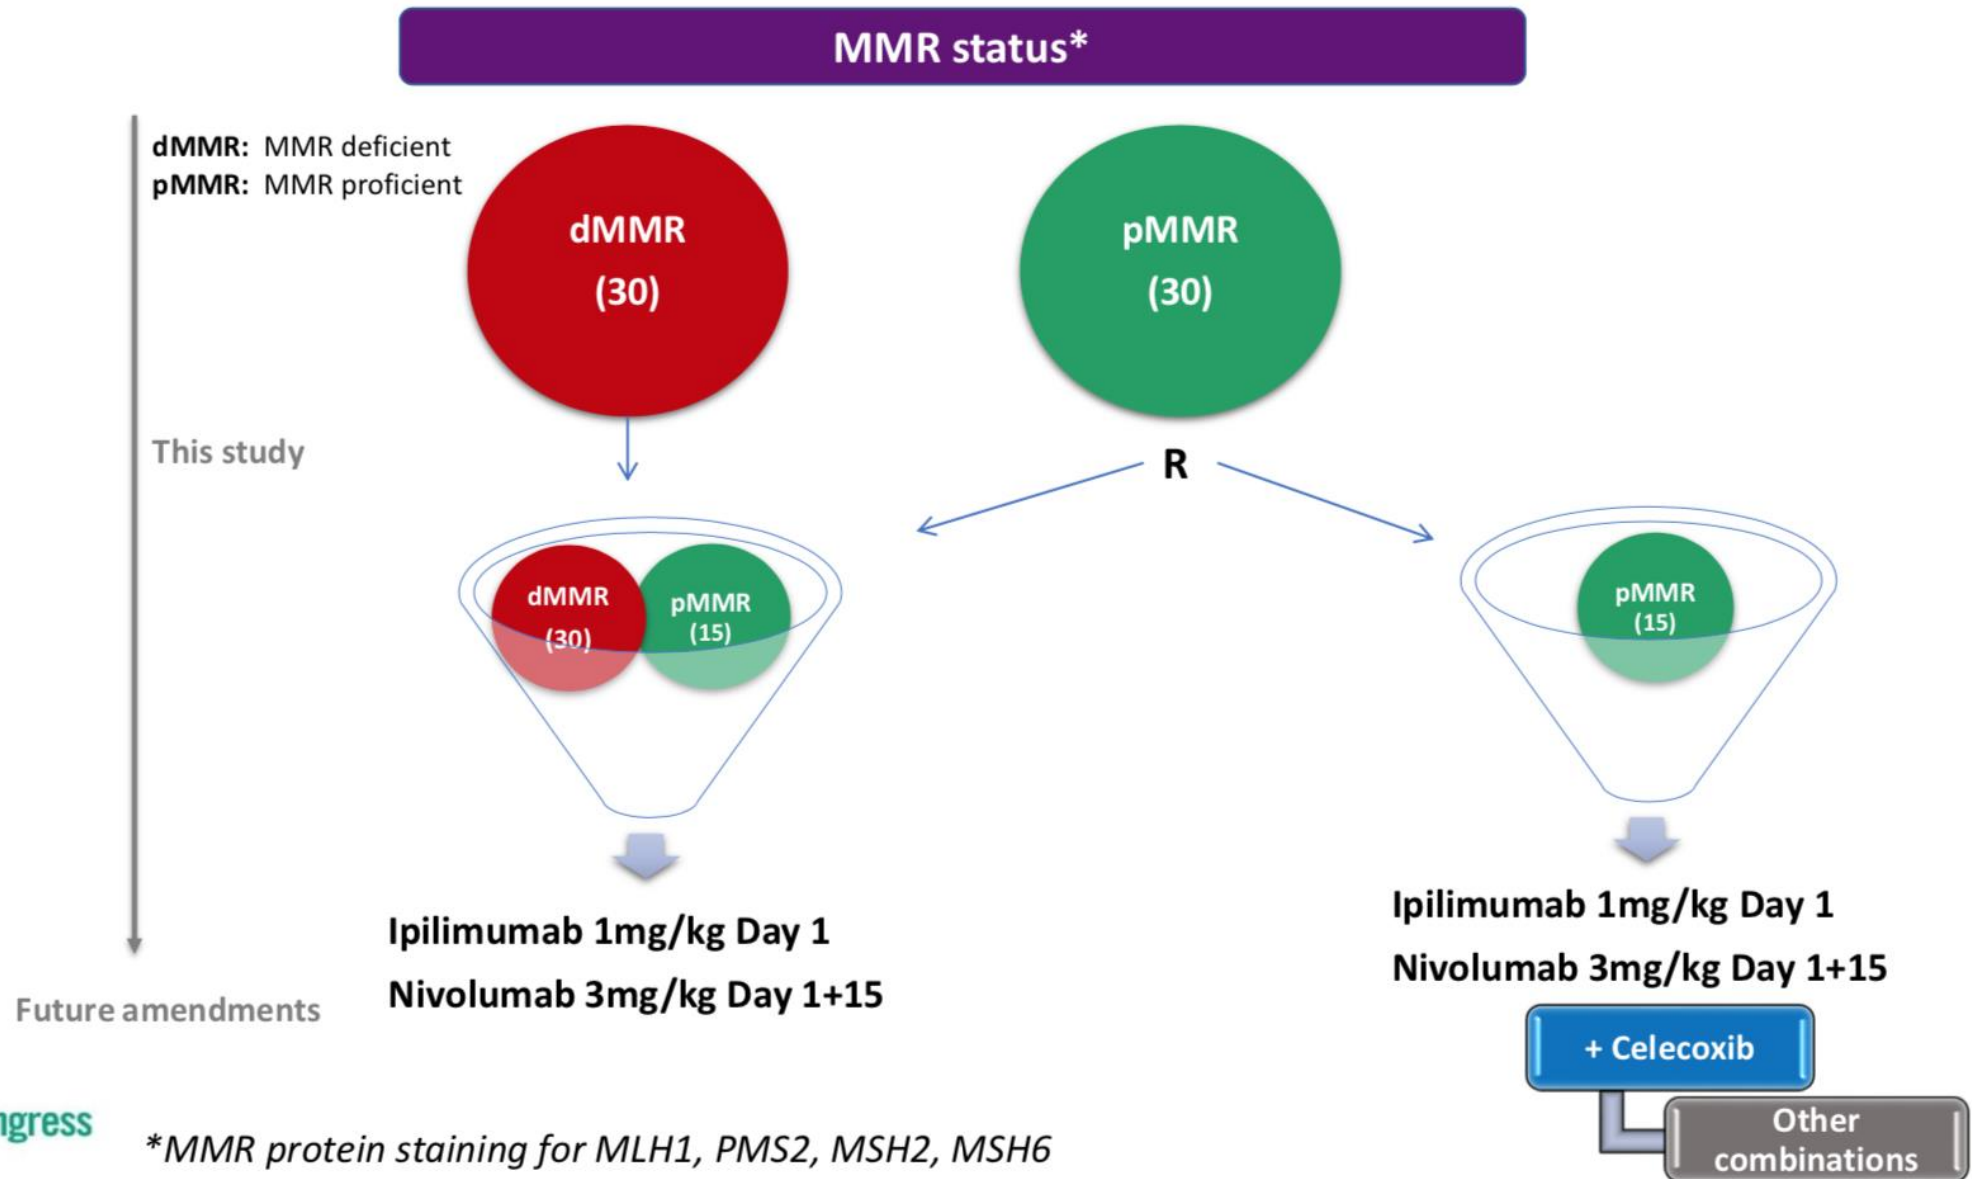 MMR status*
dMMR: MMR deficient
pMMR: MMR proficient
dMMR
(30)
pMMR
(30)
This study
R
dMMR
(30)
pMMR
(15)
pMMR
(15)
Ipilimumab 1mg/kg Day 1
Nivolumab 3mg/kg Day 1+15
Ipilimumab 1mg/kg Day 1
Nivolumab 3mg/kg Day 1+15
Future amendments
+ Celecoxib
Other
combinations
ngress
*MMR protein staining for MLH1, PMS2, MSH2, MSH6